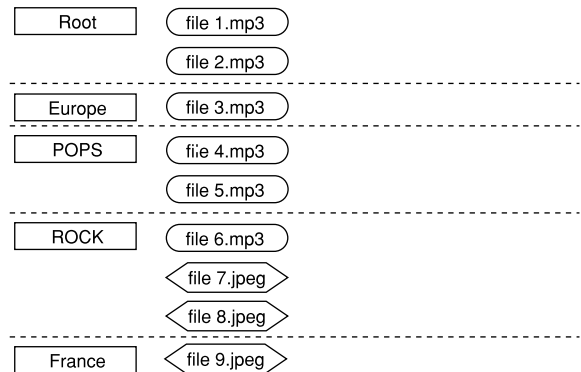 Root file 1.mp3
file 2.mp3
Europe file 3.mp3
POPS file 4.mp3
file 5.mp3
ROCK file 6.mp3
file 7.jpeg
file 8.jpeg
France file 9.jpeg